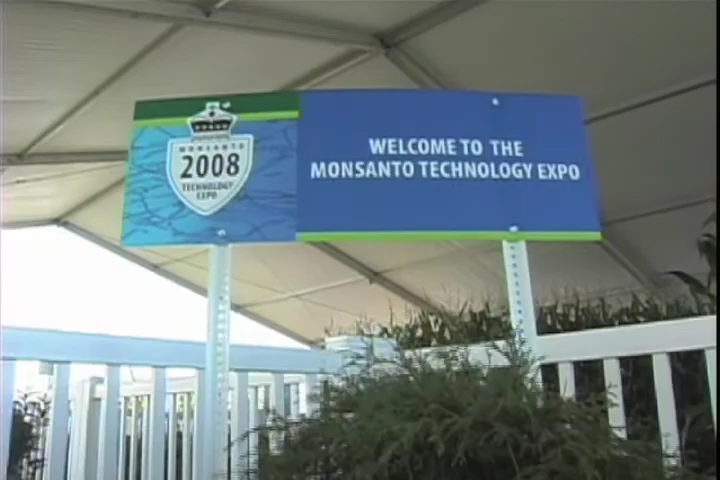 MONSANTO
2008
TECHNOLOGY
EXPO
WELCOME TO THE
MONSANTO TECHNOLOGY EXPO